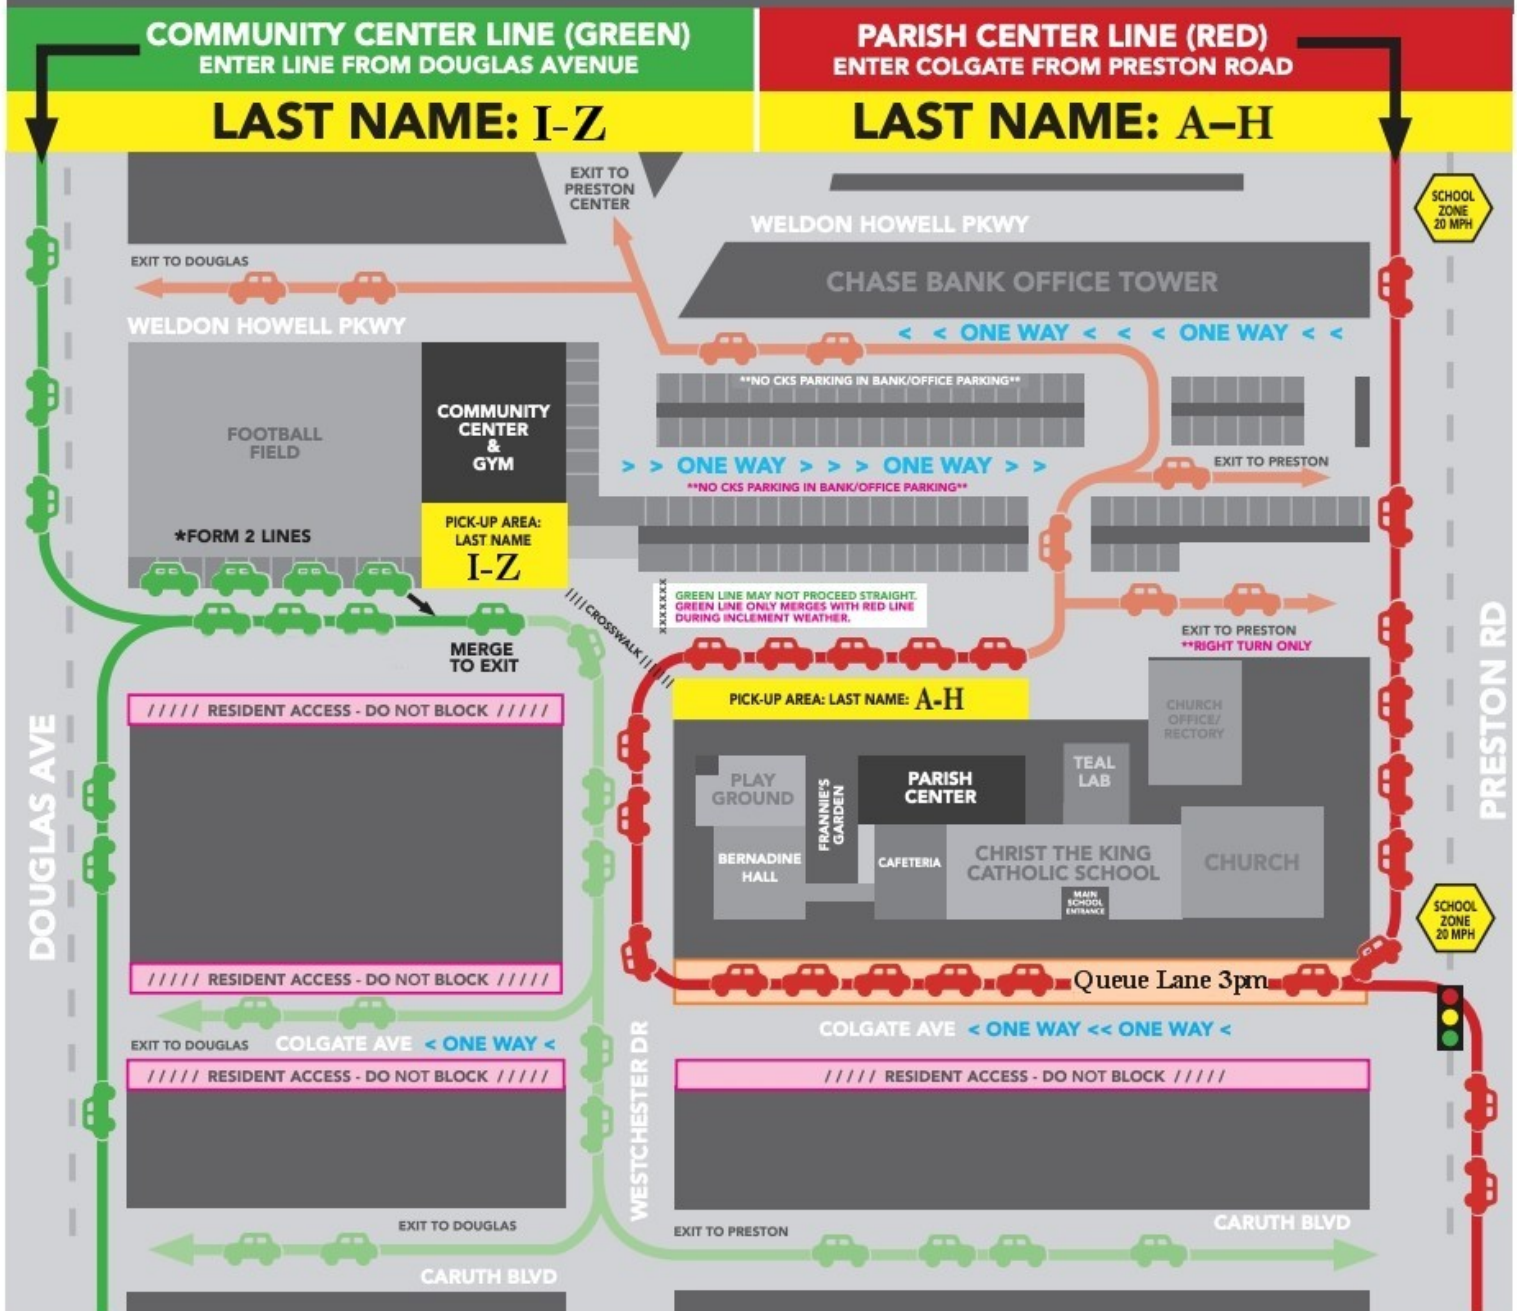 COMMUNITY CENTER LINE (GREEN)
ENTER LINE FROM DOUGLAS AVENUE
LAST NAME: I-Z
PARISH CENTER LINE (RED)
ENTER COLGATE FROM PRESTON ROAD
LAST NAME: A–H
EXIT TO
PRESTON
CENTER
SCHOOL
ZONE
20 MPH
WELDON HOWELL PKWY
EXIT TO DOUGLAS
CHASE BANK OFFICE TOWER
WELDON HOWELL PKWY
< < ONE WAY < < < ONE WAY < <
**NO CKS PARKING IN BANK/OFFICE PARKING**
COMMUNITY
CENTER
&
GYM
FOOTBALL
FIELD
> > ONE WAY > > > ONE WAY > >
**NO CKS PARKING IN BANK/OFFICE PARKING**
EXIT TO PRESTON
*FORM 2 LINES
PICK-UP AREA:
LAST NAME
I-Z
XXXXXXX
GREEN LINE MAY NOT PROCEED STRAIGHT.
GREEN LINE ONLY MERGES WITH RED LINE
DURING INCLEMENT WEATHER.
CROSSWALK
MERGE
TO EXIT
EXIT TO PRESTON
**RIGHT TURN ONLY
PICK-UP AREA: LAST NAME: A-H
///// RESIDENT ACCESS - DO NOT BLOCK /////
CHURCH
OFFICE/
RECTORY
DOUGLAS AVE
PRESTON RD
PLAY
GROUND
FRANNIE'S
GARDEN
PARISH
CENTER
TEAL
LAB
BERNADINE
HALL
CAFETERIA
CHRIST THE KING
CATHOLIC SCHOOL
MAIN
SCHOOL
ENTRANCE
CHURCH
SCHOOL
ZONE
20 MPH
///// RESIDENT ACCESS - DO NOT BLOCK /////
Queue Lane 3pm
EXIT TO DOUGLAS
COLGATE AVE < ONE WAY <
COLGATE AVE < ONE WAY << ONE WAY <
///// RESIDENT ACCESS - DO NOT BLOCK /////
///// RESIDENT ACCESS - DO NOT BLOCK /////
WESTCHESTER DR
EXIT TO DOUGLAS
EXIT TO PRESTON
CARUTH BLVD
CARUTH BLVD